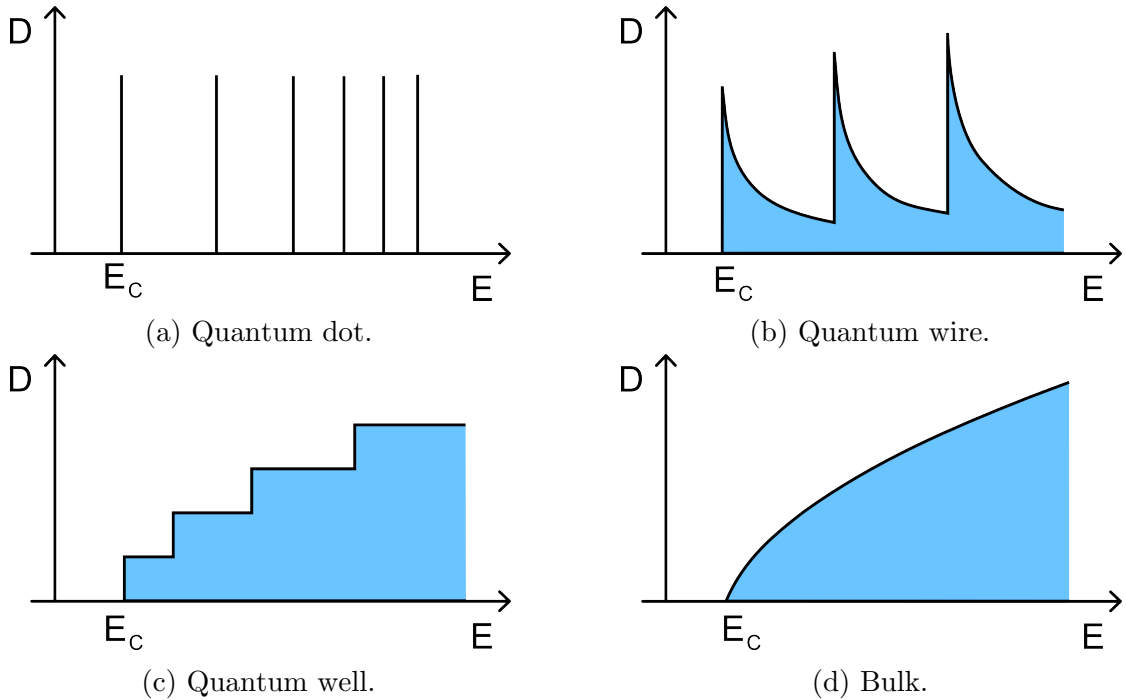 D
E_C
E
(a) Quantum dot.
D
E_C
E
(b) Quantum wire.
D
E_C
E
(c) Quantum well.
D
E_C
E
(d) Bulk.